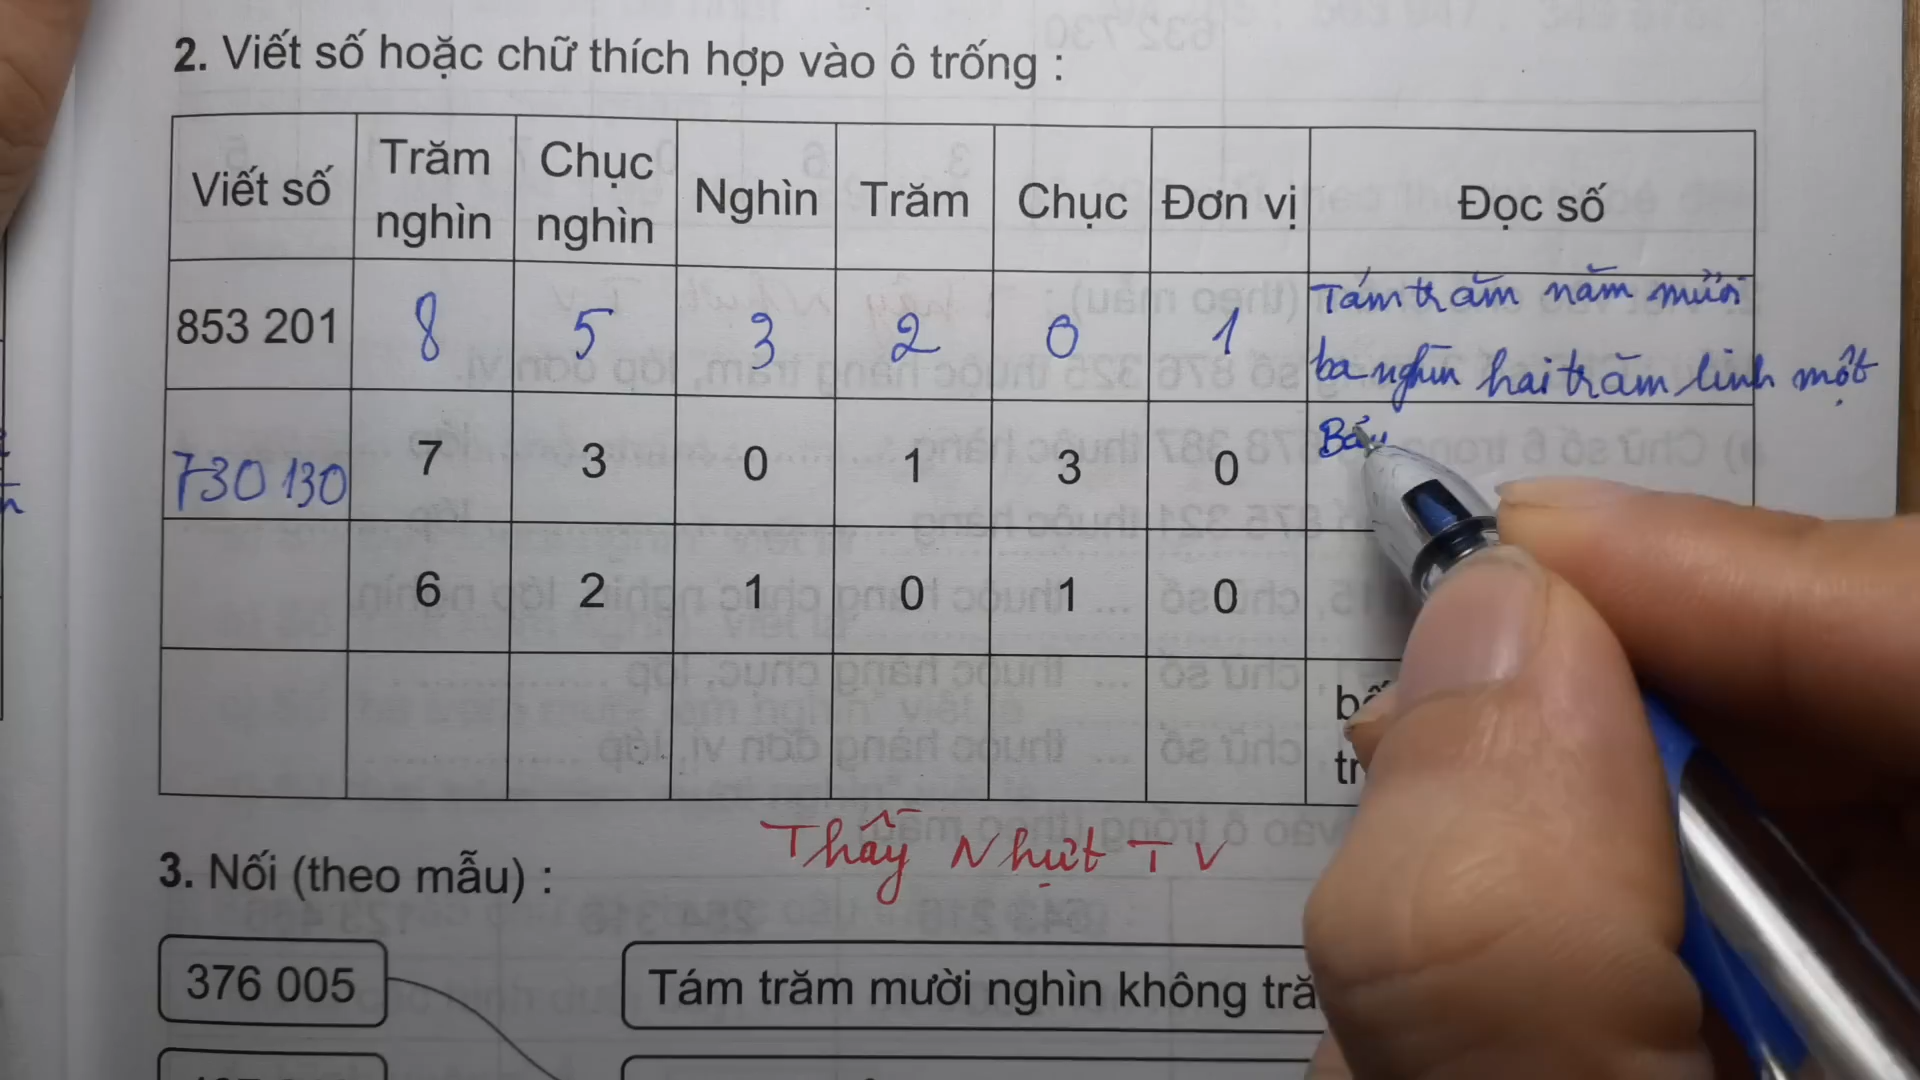 2. Viết số hoặc chữ thích hợp vào ô trống :
Viết số Trăm nghìn Chục nghìn Nghìn Trăm Chục Đơn vị Đọc số
853 201 8 5 3 2 0 1 Tám trăm năm mươi
ba nghìn hai trăm linh một
730 130 7 3 0 1 3 0 Bảy
6 2 1 0 1 0
Thầy Nhựt TV
3. Nối (theo mẫu) :
376 005 Tám trăm mười nghìn không